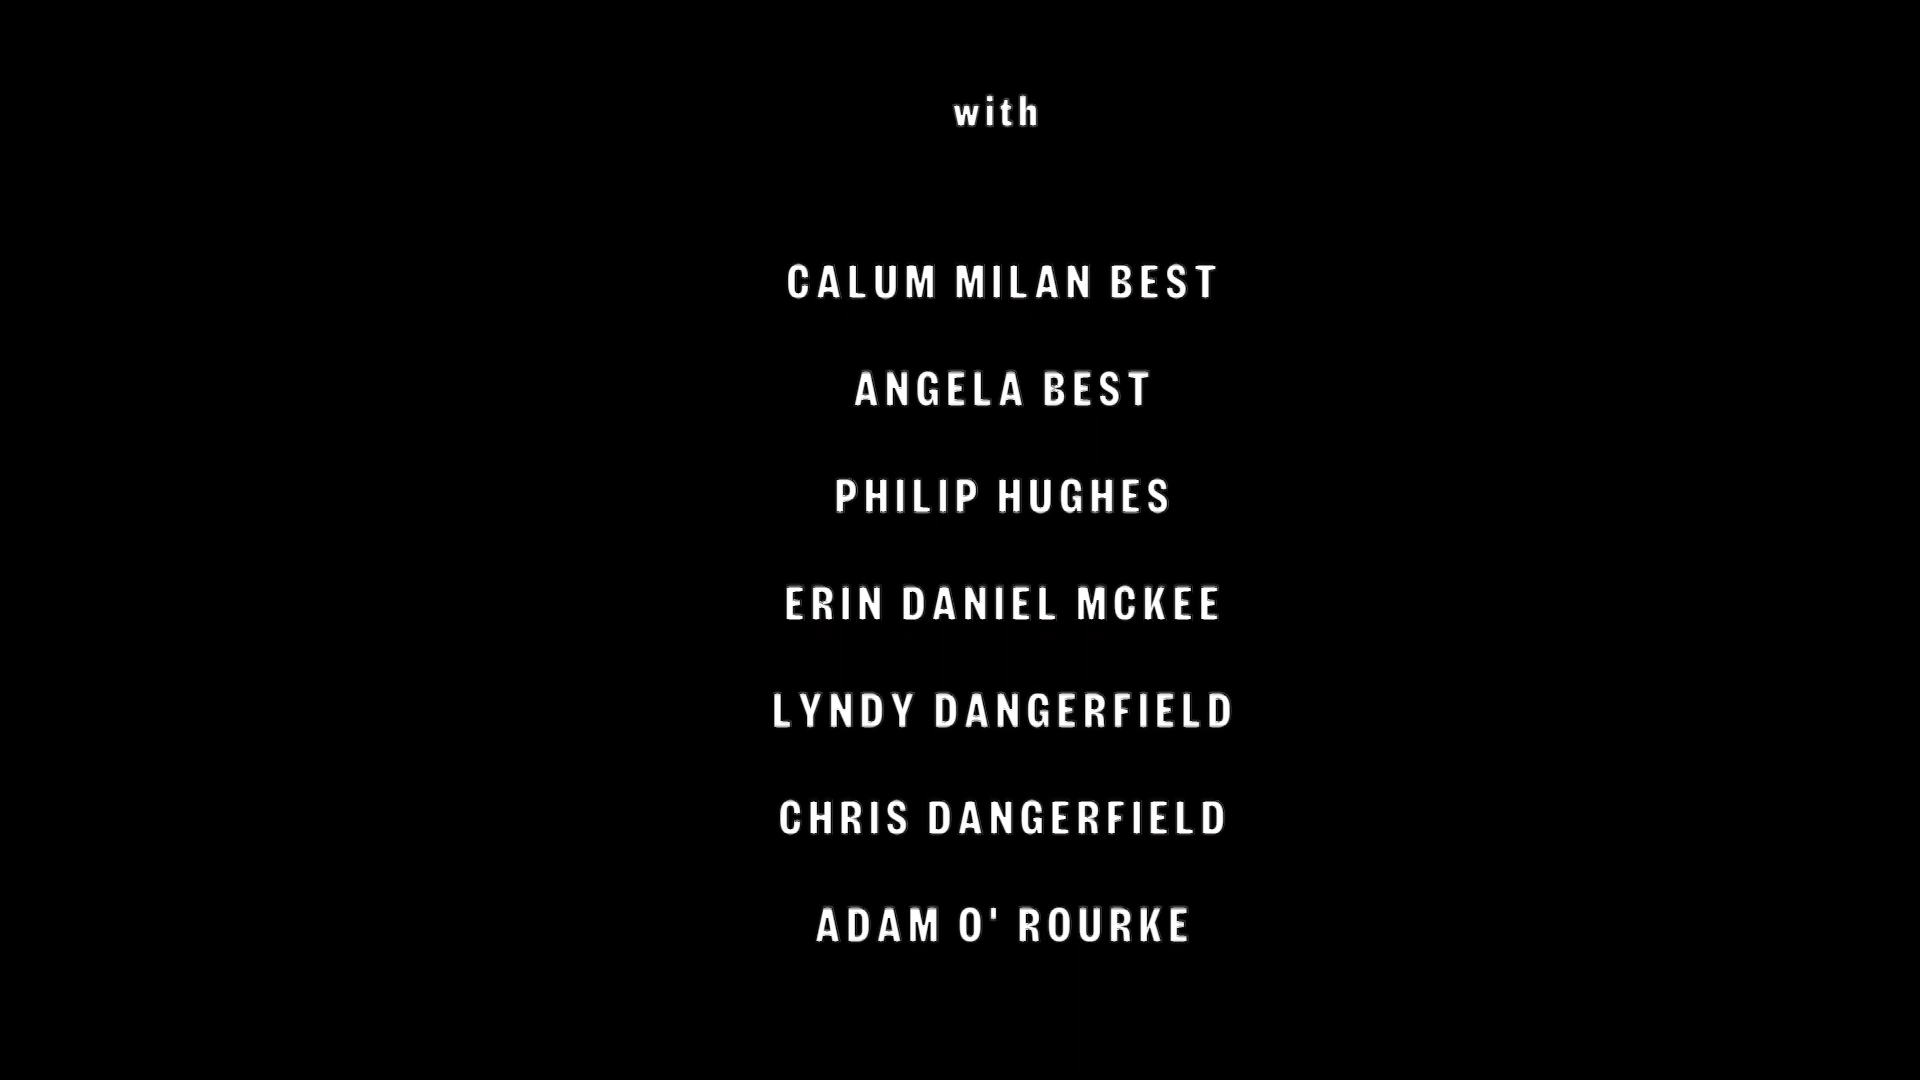 with
CALUM MILAN BEST
ANGELA BEST
PHILIP HUGHES
ERIN DANIEL MCKEE
LYNDY DANGERFIELD
CHRIS DANGERFIELD
ADAM O' ROURKE